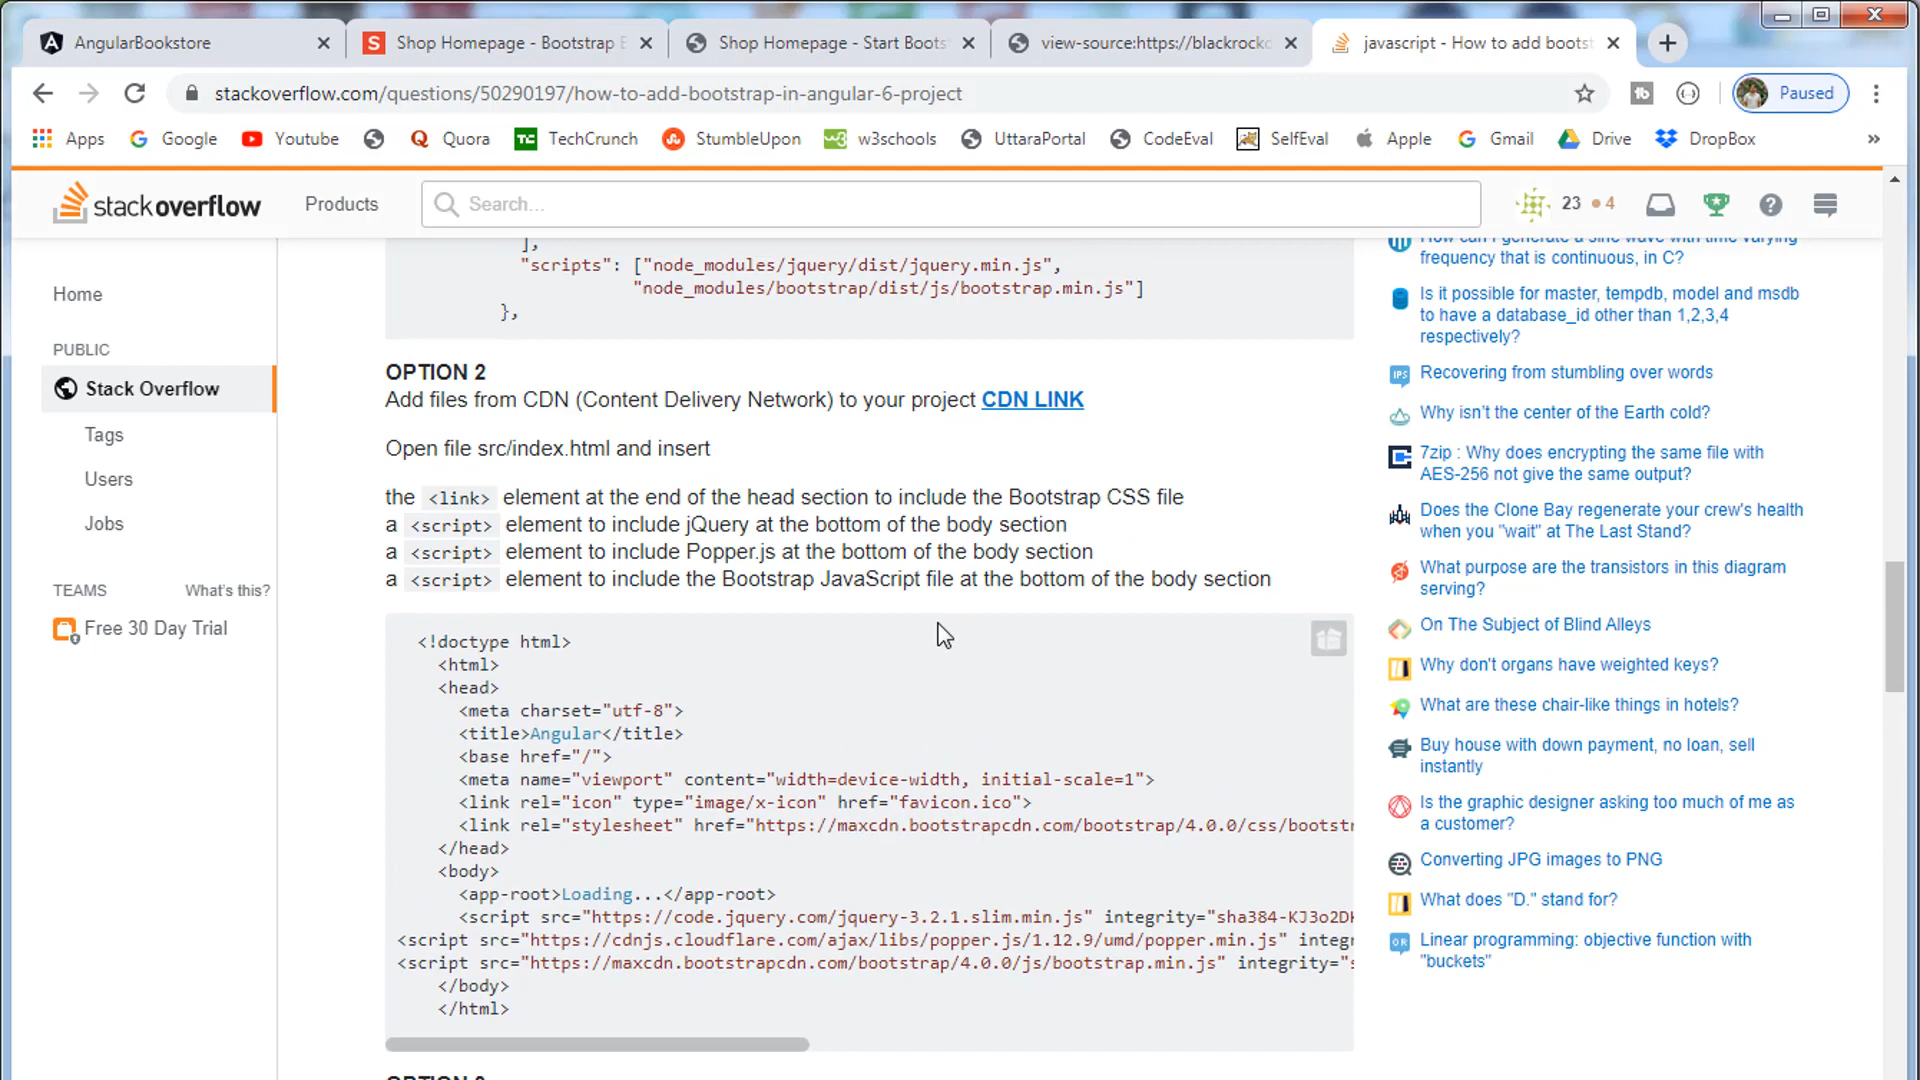 AngularBookstore
Shop Homepage - Bootstrap E
Shop Homepage - Start Boots
view-source:https://blackrockd
javascript - How to add boots
stackoverflow.com/questions/50290197/how-to-add-bootstrap-in-angular-6-project
Paused
Apps Google Youtube Quora TechCrunch StumbleUpon w3schools UttaraPortal CodeEval SelfEval Apple Gmail Drive DropBox »
stackoverflow Products Search... 23 4
Home
PUBLIC
Stack Overflow
Tags
Users
Jobs
TEAMS What's this?
Free 30 Day Trial
],
"scripts": ["node_modules/jquery/dist/jquery.min.js",
"node_modules/bootstrap/dist/js/bootstrap.min.js"]
},
OPTION 2
Add files from CDN (Content Delivery Network) to your project CDN LINK
Open file src/index.html and insert
the <link> element at the end of the head section to include the Bootstrap CSS file
a <script> element to include jQuery at the bottom of the body section
a <script> element to include Popper.js at the bottom of the body section
a <script> element to include the Bootstrap JavaScript file at the bottom of the body section
<!doctype html>
<html>
<head>
<meta charset="utf-8">
<title>Angular</title>
<base href="/">
<meta name="viewport" content="width=device-width, initial-scale=1">
<link rel="icon" type="image/x-icon" href="favicon.ico">
<link rel="stylesheet" href="https://maxcdn.bootstrapcdn.com/bootstrap/4.0.0/css/bootstr
</head>
<body>
<app-root>Loading...</app-root>
<script src="https://code.jquery.com/jquery-3.2.1.slim.min.js" integrity="sha384-KJ3o2DK
<script src="https://cdnjs.cloudflare.com/ajax/libs/popper.js/1.12.9/umd/popper.min.js" integr
<script src="https://maxcdn.bootstrapcdn.com/bootstrap/4.0.0/js/bootstrap.min.js" integrity="s
</body>
</html>
How can I generate a sine wave with time varying
frequency that is continuous, in C?
Is it possible for master, tempdb, model and msdb
to have a database_id other than 1,2,3,4
respectively?
Recovering from stumbling over words
Why isn't the center of the Earth cold?
7zip : Why does encrypting the same file with
AES-256 not give the same output?
Does the Clone Bay regenerate your crew's health
when you "wait" at The Last Stand?
What purpose are the transistors in this diagram
serving?
On The Subject of Blind Alleys
Why don't organs have weighted keys?
What are these chair-like things in hotels?
Buy house with down payment, no loan, sell
instantly
Is the graphic designer asking too much of me as
a customer?
Converting JPG images to PNG
What does "D." stand for?
Linear programming: objective function with
"buckets"